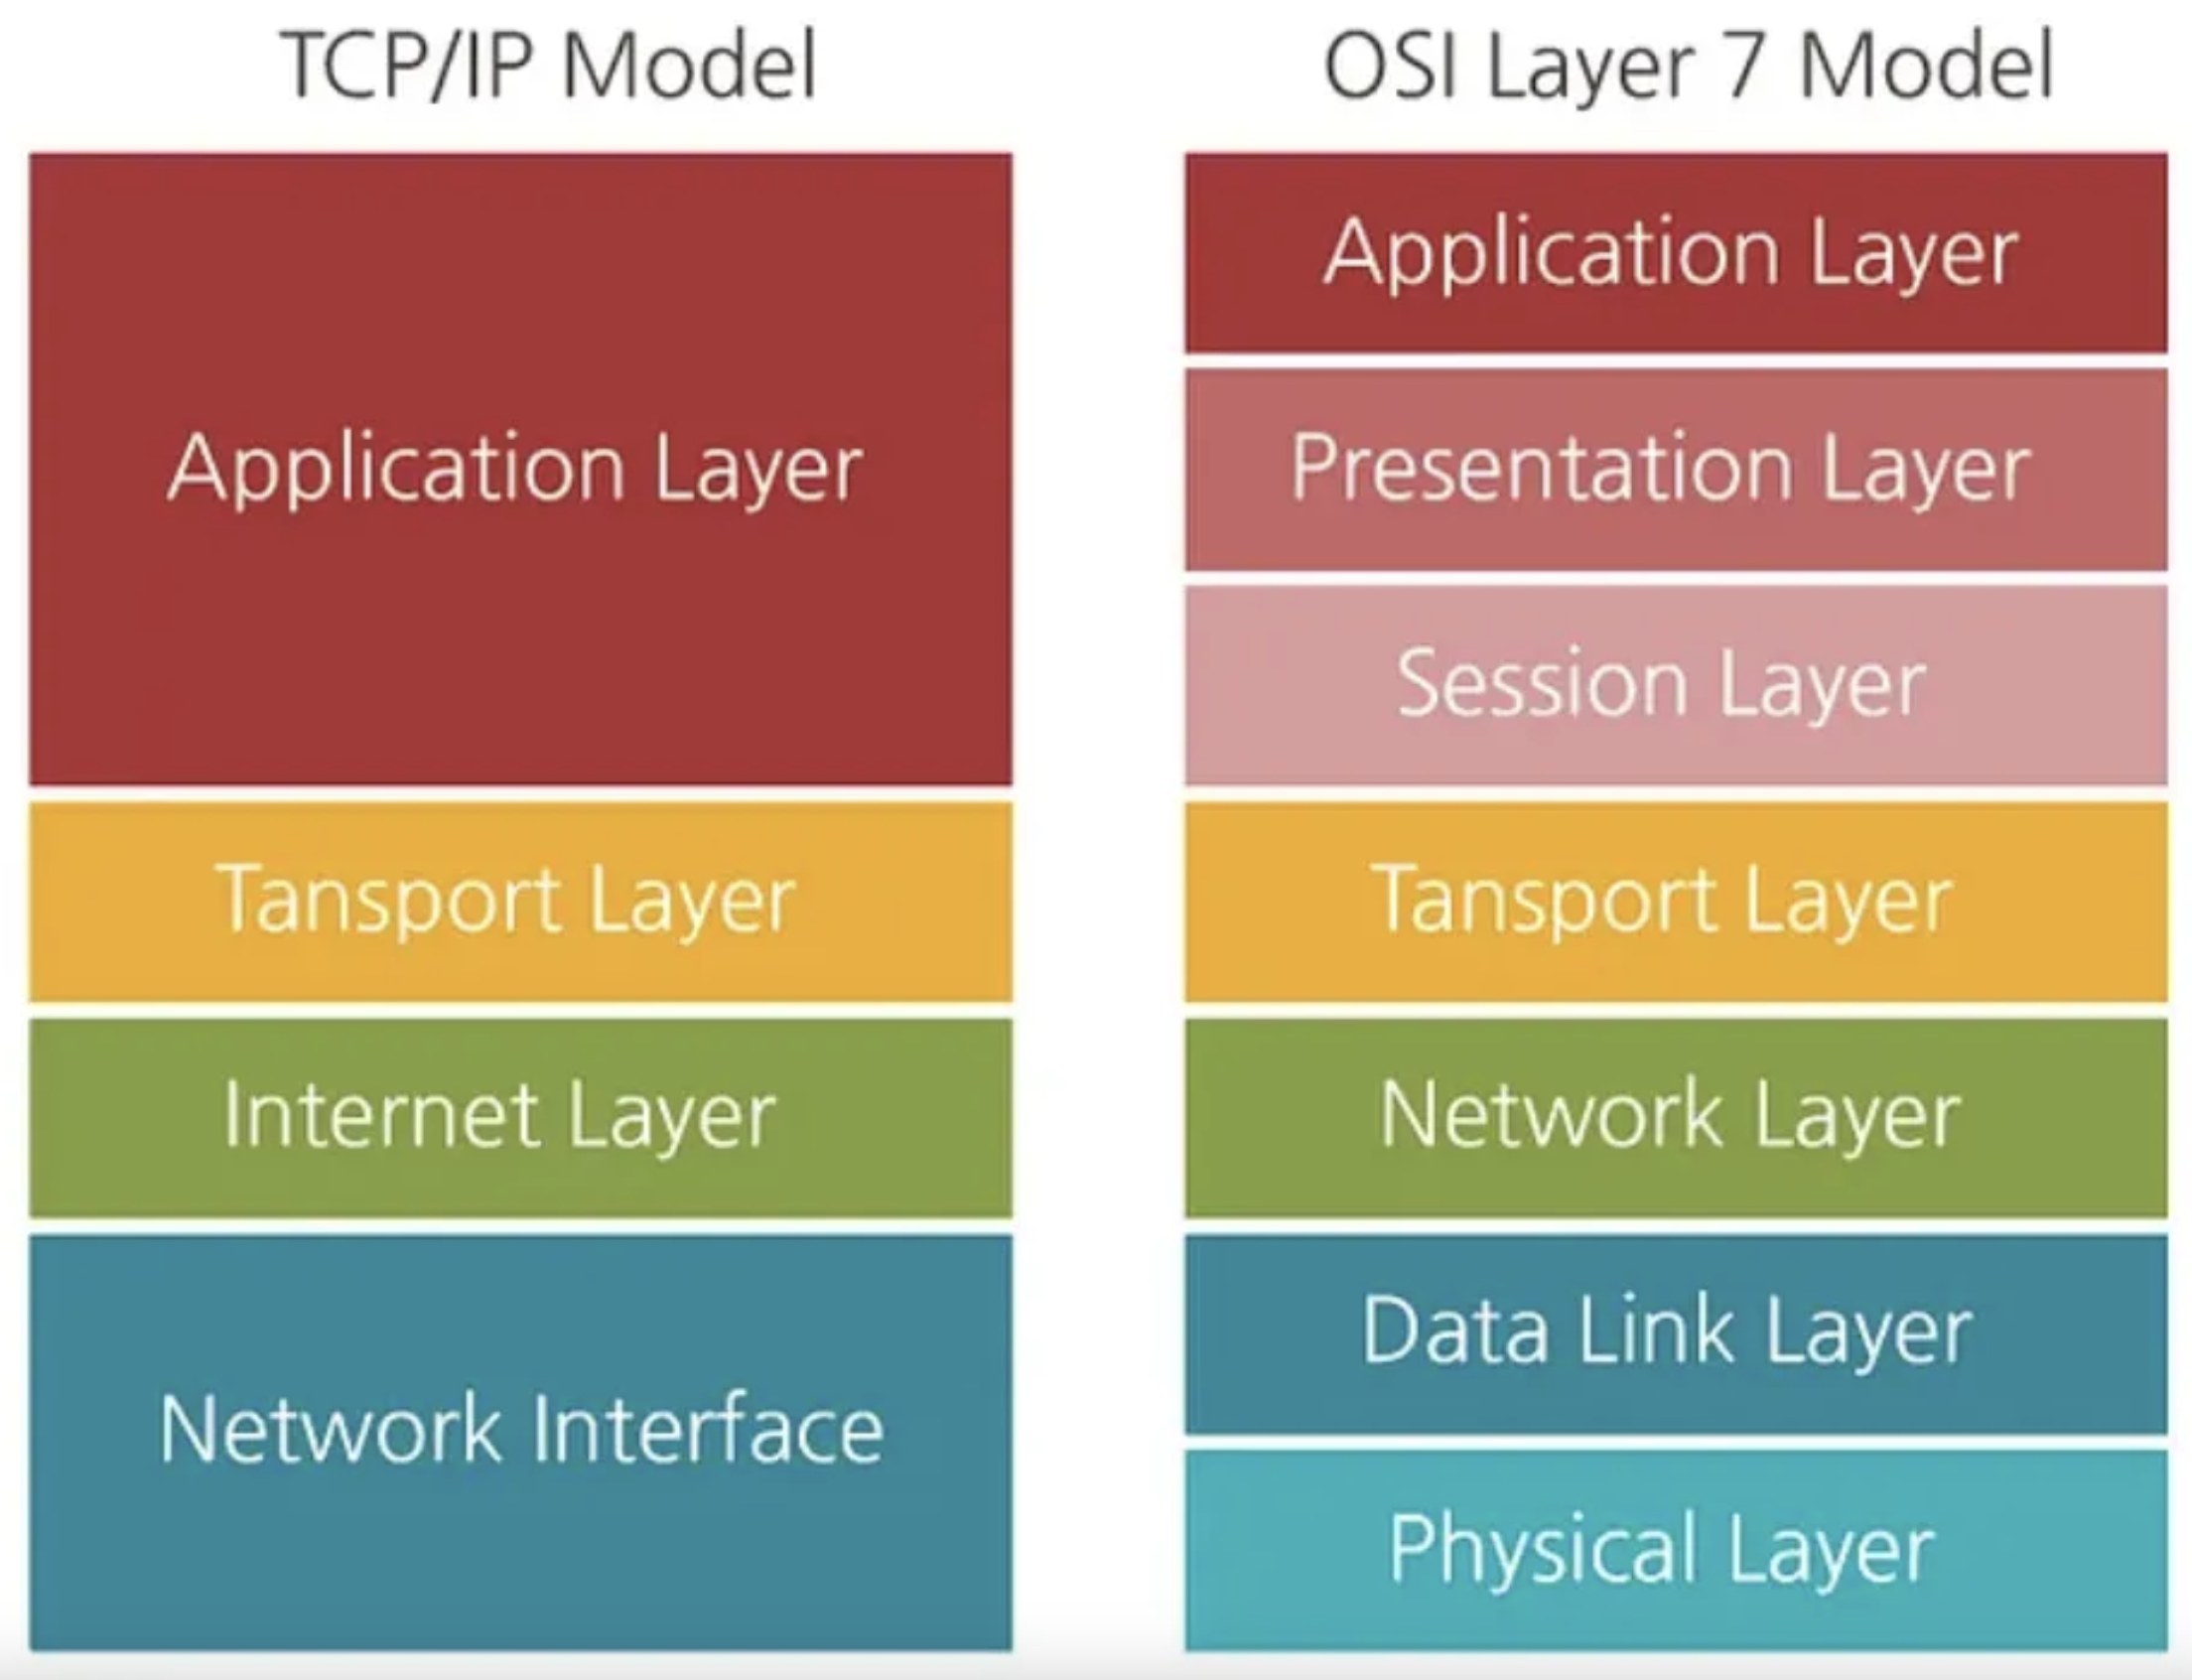 TCP/IP Model
Application Layer
Tansport Layer
Internet Layer
Network Interface
OSI Layer 7 Model
Application Layer
Presentation Layer
Session Layer
Tansport Layer
Network Layer
Data Link Layer
Physical Layer